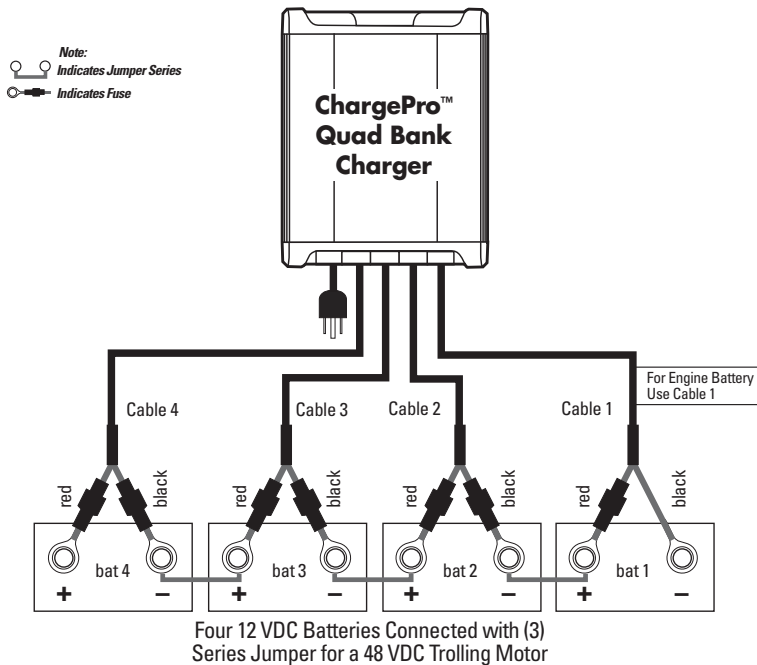 Note:
Indicates Jumper Series
Indicates Fuse
ChargePro™
Quad Bank
Charger
For Engine Battery
Use Cable 1
Cable 4
Cable 3
Cable 2
Cable 1
red
black
red
black
red
black
red
black
bat 4
bat 3
bat 2
bat 1
+ −
+ −
+ −
+ −
Four 12 VDC Batteries Connected with (3)
Series Jumper for a 48 VDC Trolling Motor